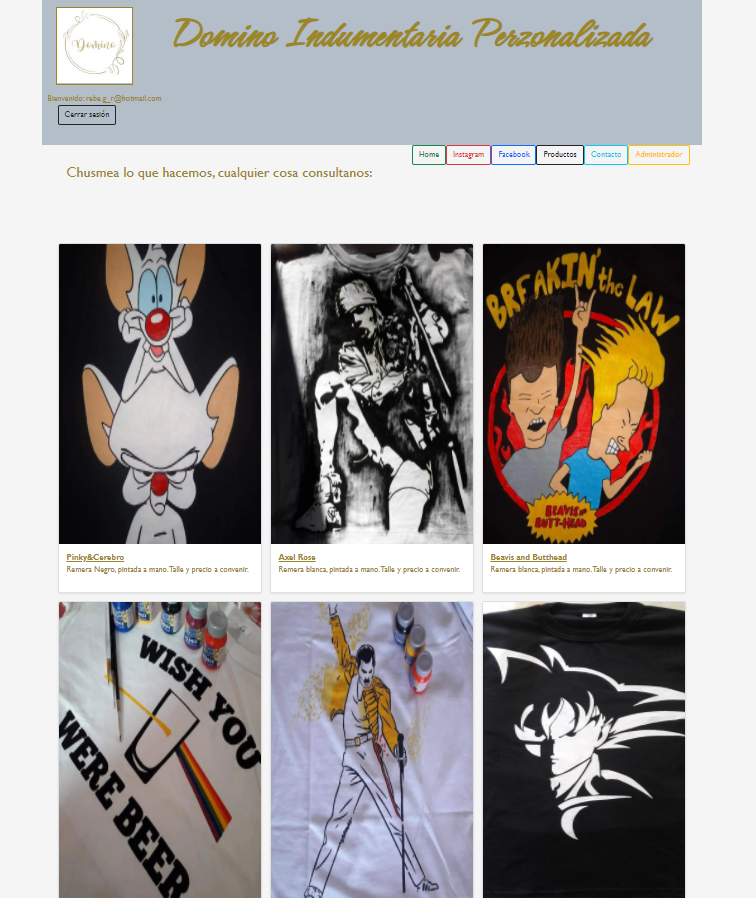 Domino
Domino Indumentaria Perzonalizada
Bienvenido: rebe.g_r@hotmail.com
Cerrar sesión
Home
Instagram
Facebook
Productos
Contacto
Administrador
Chusmea lo que hacemos, cualquier cosa consultanos:
BREAKIN' the LAW
BEAVIS AND
BUTT-HEAD
Pinky&Cerebro
Remera Negro, pintada a mano. Talle y precio a convenir.
Axel Rose
Remera blanca, pintada a mano. Talle y precio a convenir.
Beavis and Butthead
Remera blanca, pintada a mano. Talle y precio a convenir.
WISH YOU
WERE BEER